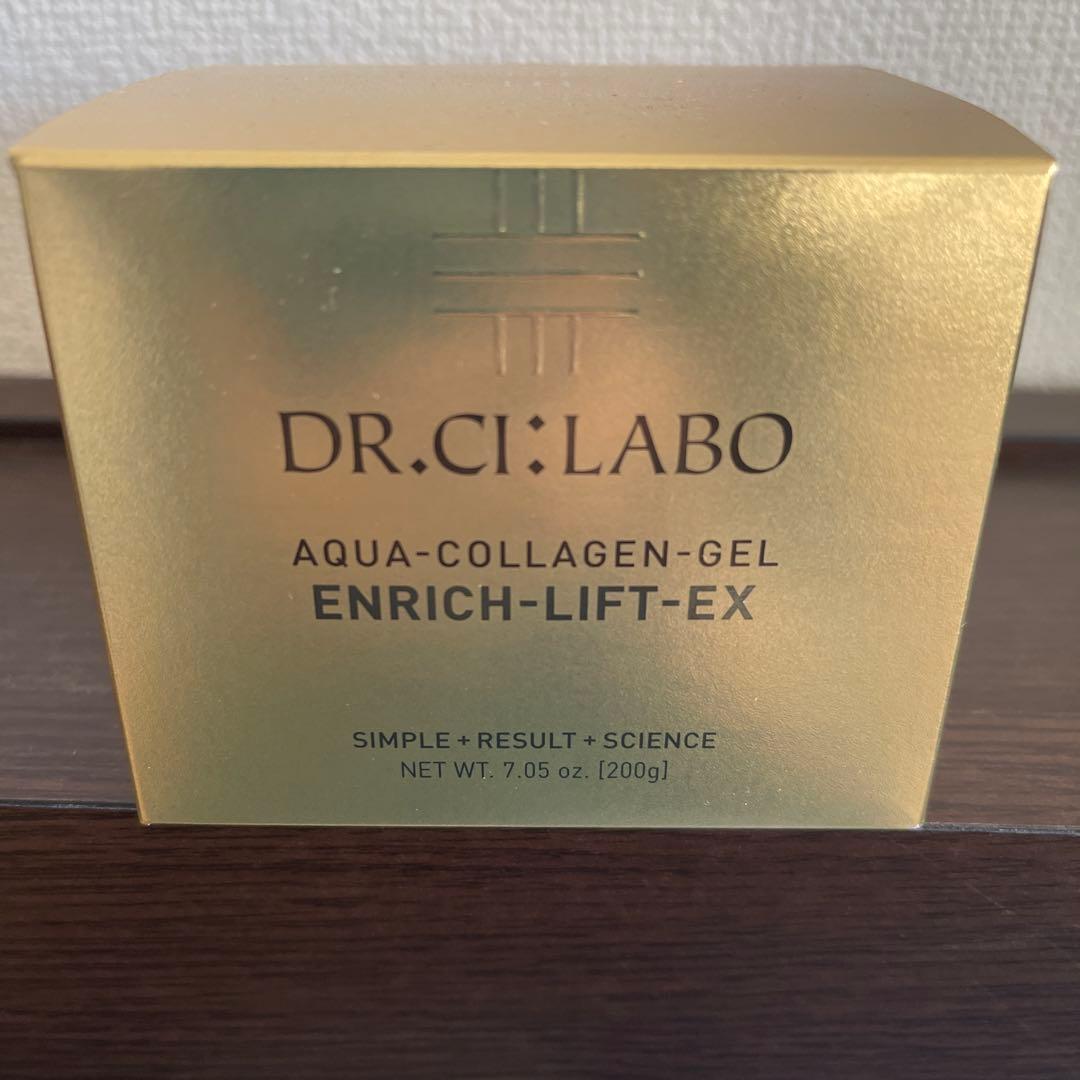 DR.CI:LABO
AQUA-COLLAGEN-GEL
ENRICH-LIFT-EX
SIMPLE + RESULT + SCIENCE
NET WT. 7.05 oz. [200g]